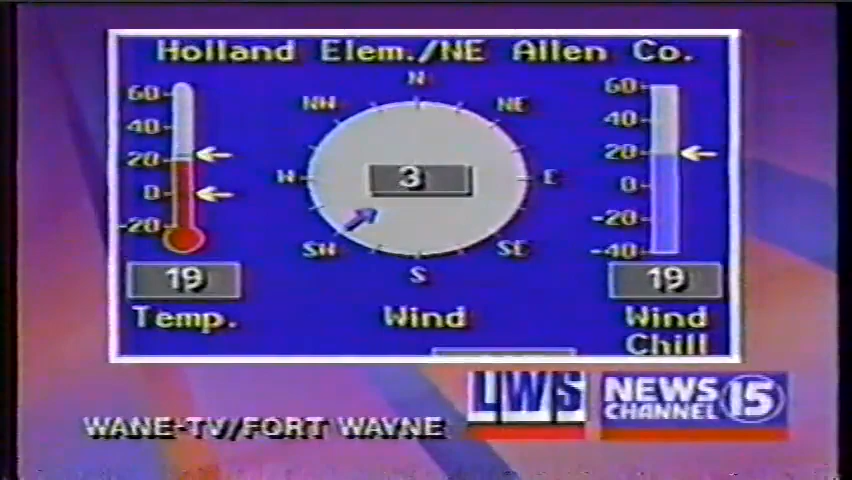 Holland Elem./NE Allen Co.
N
NW
NE
W
E
SW
SE
S
3
60
40
20
0
-20
19
Temp.
Wind
60
40
20
0
-20
-40
19
Wind
Chill
WANE-TV/FORT WAYNE
LWS
NEWS
CHANNEL
15